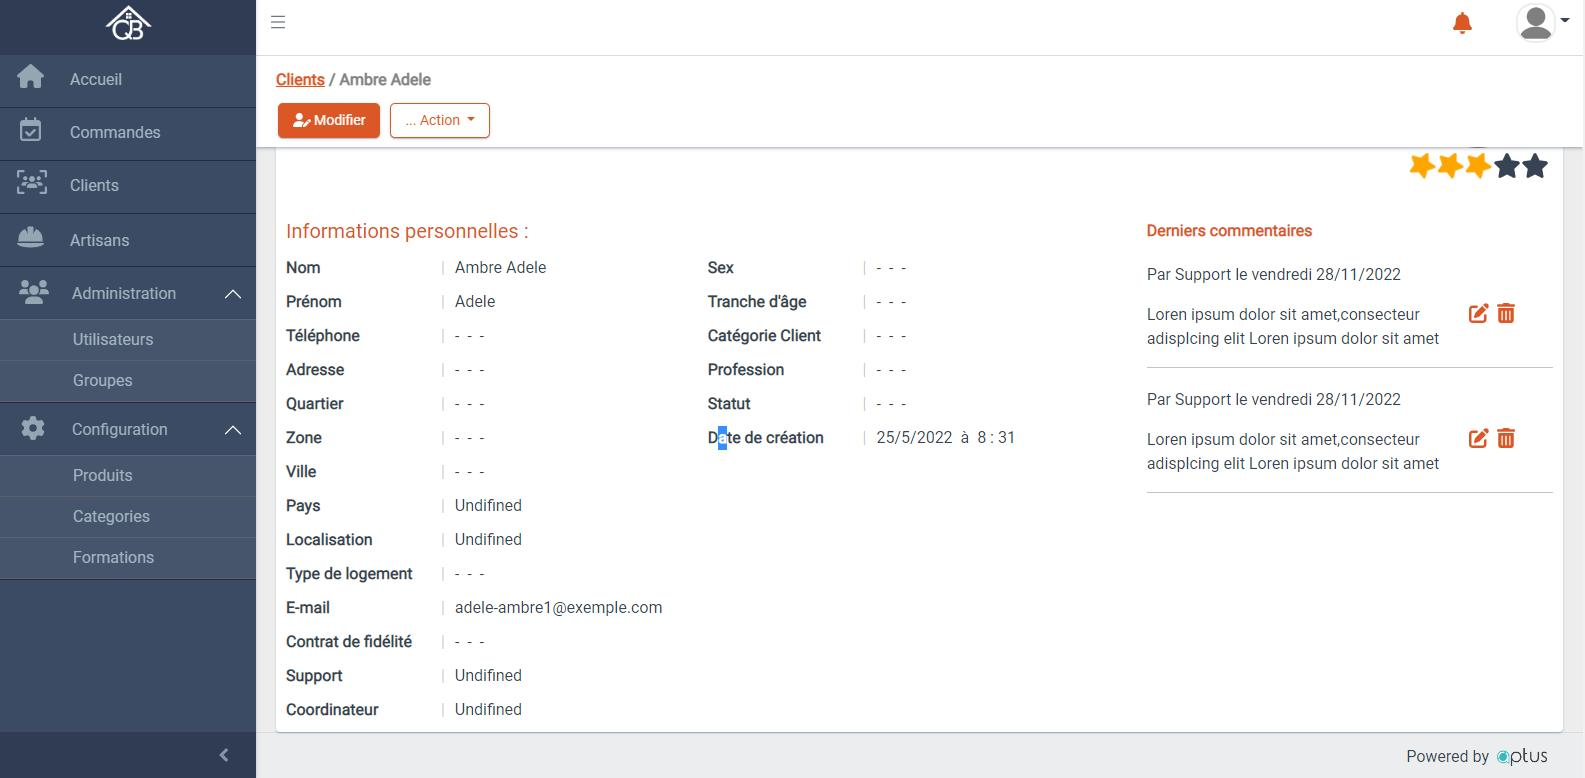 QB
Accueil
Commandes
Clients
Artisans
Administration
Utilisateurs
Groupes
Configuration
Produits
Categories
Formations
Clients / Ambre Adele
Modifier
... Action
Informations personnelles :
Nom | Ambre Adele
Prénom | Adele
Téléphone | - - -
Adresse | - - -
Quartier | - - -
Zone | - - -
Ville | - - -
Pays | Undifined
Localisation | Undifined
Type de logement | - - -
E-mail | adele-ambre1@exemple.com
Contrat de fidélité | - - -
Support | Undifined
Coordinateur | Undifined
Sex | - - -
Tranche d'âge | - - -
Catégorie Client | - - -
Profession | - - -
Statut | - - -
Date de création | 25/5/2022 à 8 : 31
Derniers commentaires
Par Support le vendredi 28/11/2022
Loren ipsum dolor sit amet,consecteur
adisplcing elit Loren ipsum dolor sit amet
Par Support le vendredi 28/11/2022
Loren ipsum dolor sit amet,consecteur
adisplcing elit Loren ipsum dolor sit amet
Powered by optus